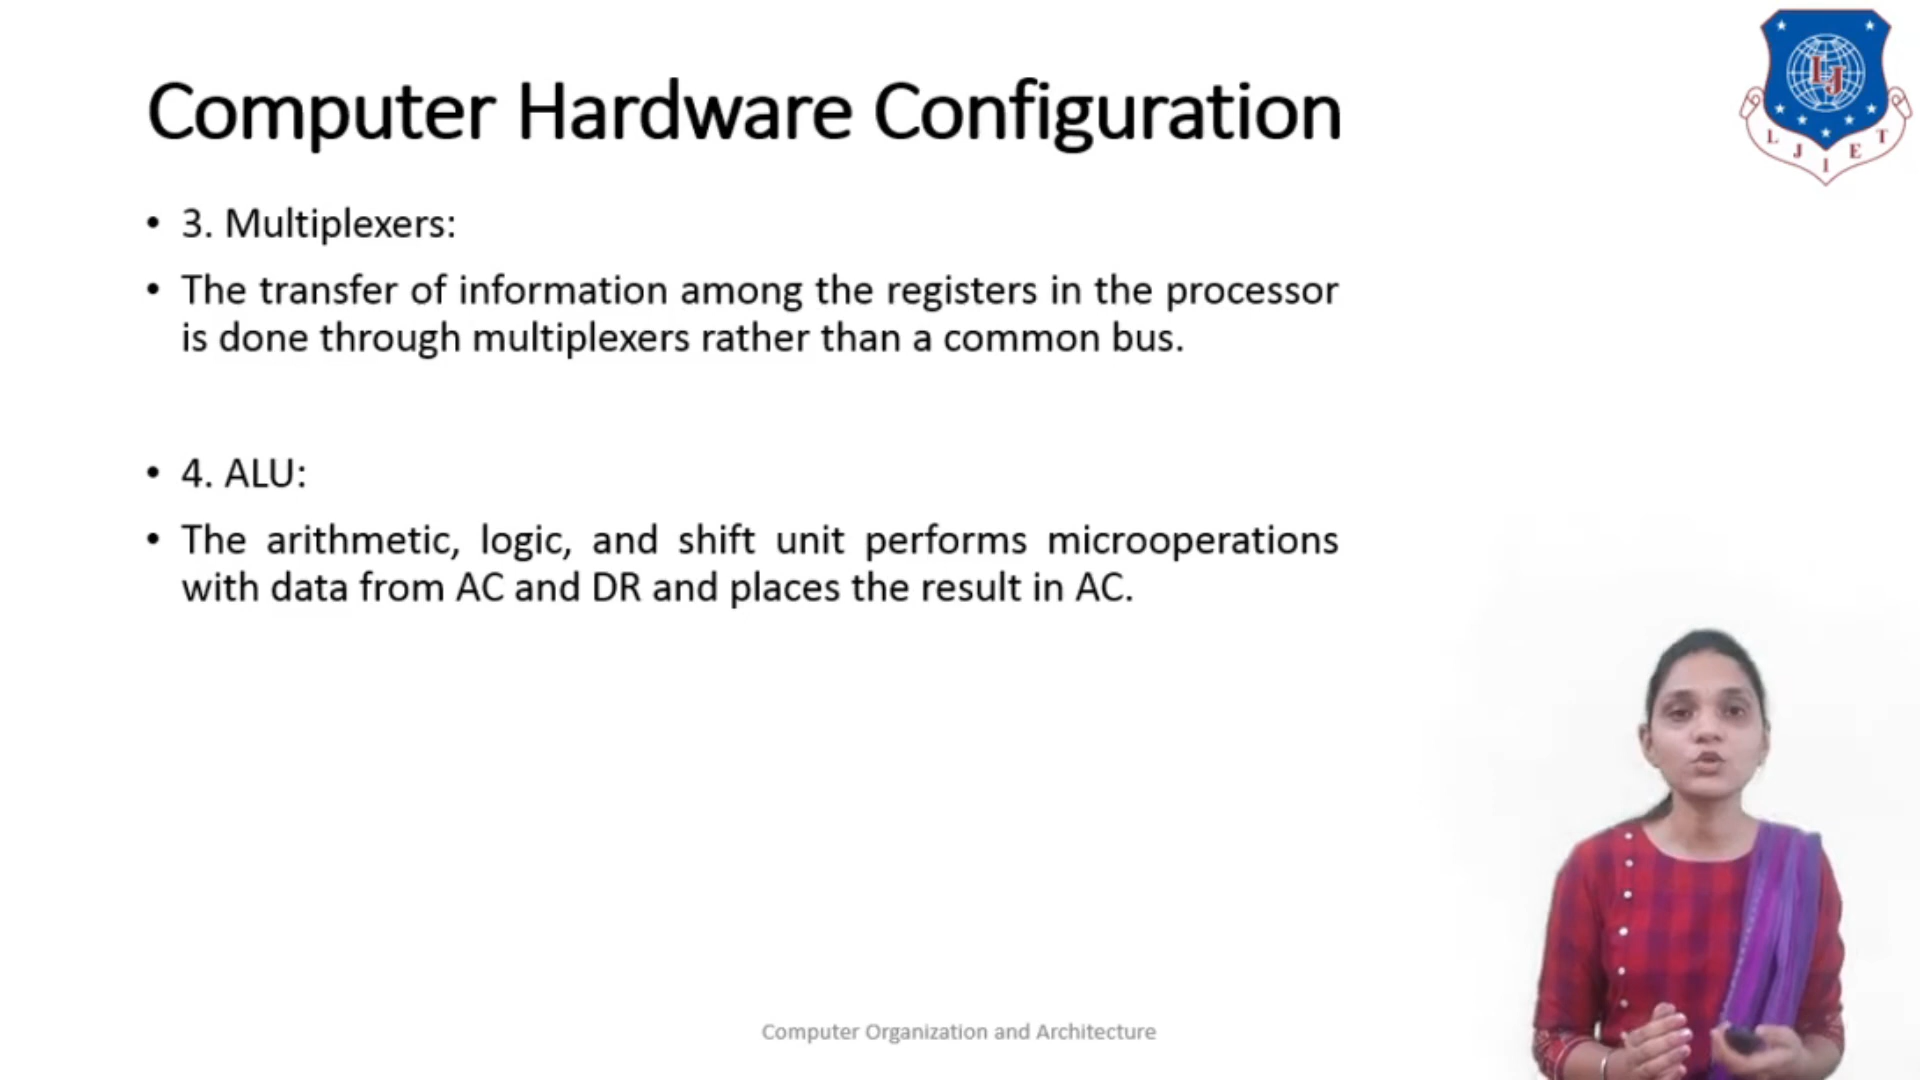 Computer Hardware Configuration
LJ
L J I E T
• 3. Multiplexers:
• The transfer of information among the registers in the processor
is done through multiplexers rather than a common bus.
• 4. ALU:
• The arithmetic, logic, and shift unit performs microoperations
with data from AC and DR and places the result in AC.
Computer Organization and Architecture